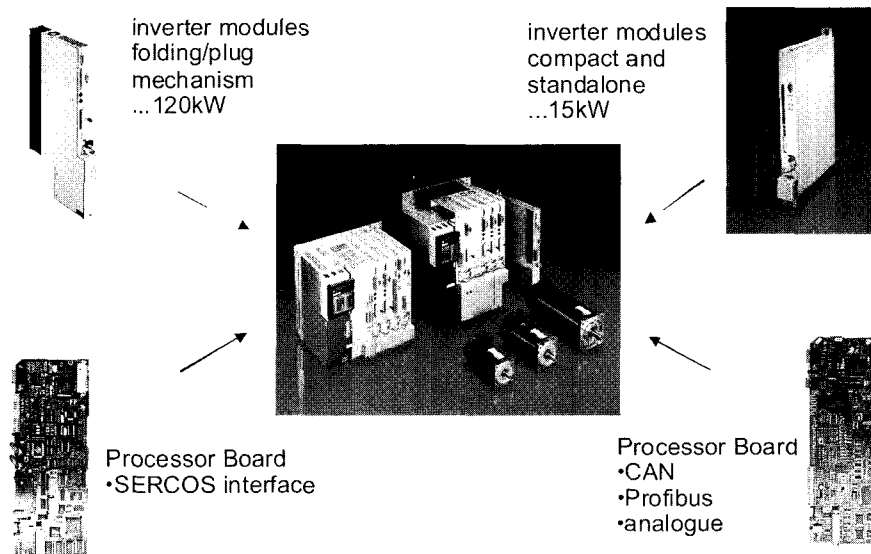 inverter modules
folding/plug
mechanism
...120kW
inverter modules
compact and
standalone
...15kW
Processor Board
•SERCOS interface
Processor Board
•CAN
•Profibus
•analogue